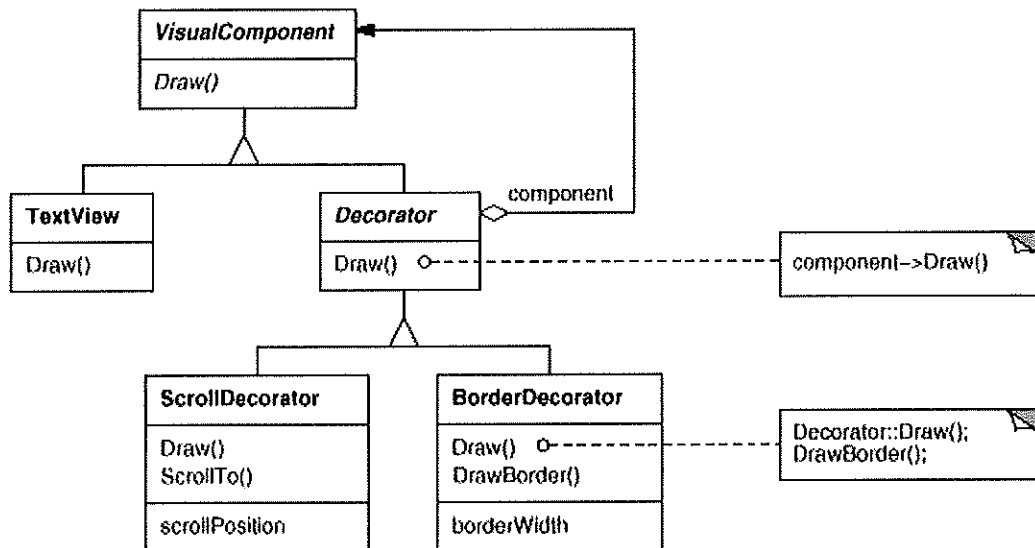 VisualComponent
Draw()
component
TextView
Draw()
Decorator
Draw()
component->Draw()
ScrollDecorator
Draw()
ScrollTo()
scrollPosition
BorderDecorator
Draw()
DrawBorder()
borderWidth
Decorator::Draw();
DrawBorder();